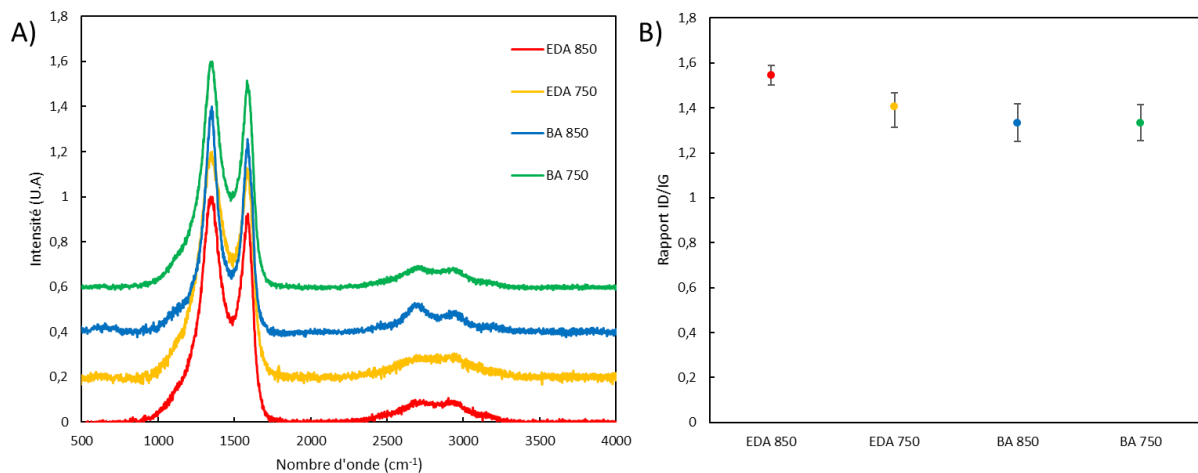 A)
Intensité (U.A)
1,8
1,6
1,4
1,2
1
0,8
0,6
0,4
0,2
0
500 1000 1500 2000 2500 3000 3500 4000
Nombre d'onde (cm-1)
EDA 850
EDA 750
BA 850
BA 750
B)
Rapport ID/IG
1,8
1,6
1,4
1,2
1
0,8
0,6
0,4
0,2
0
EDA 850 EDA 750 BA 850 BA 750